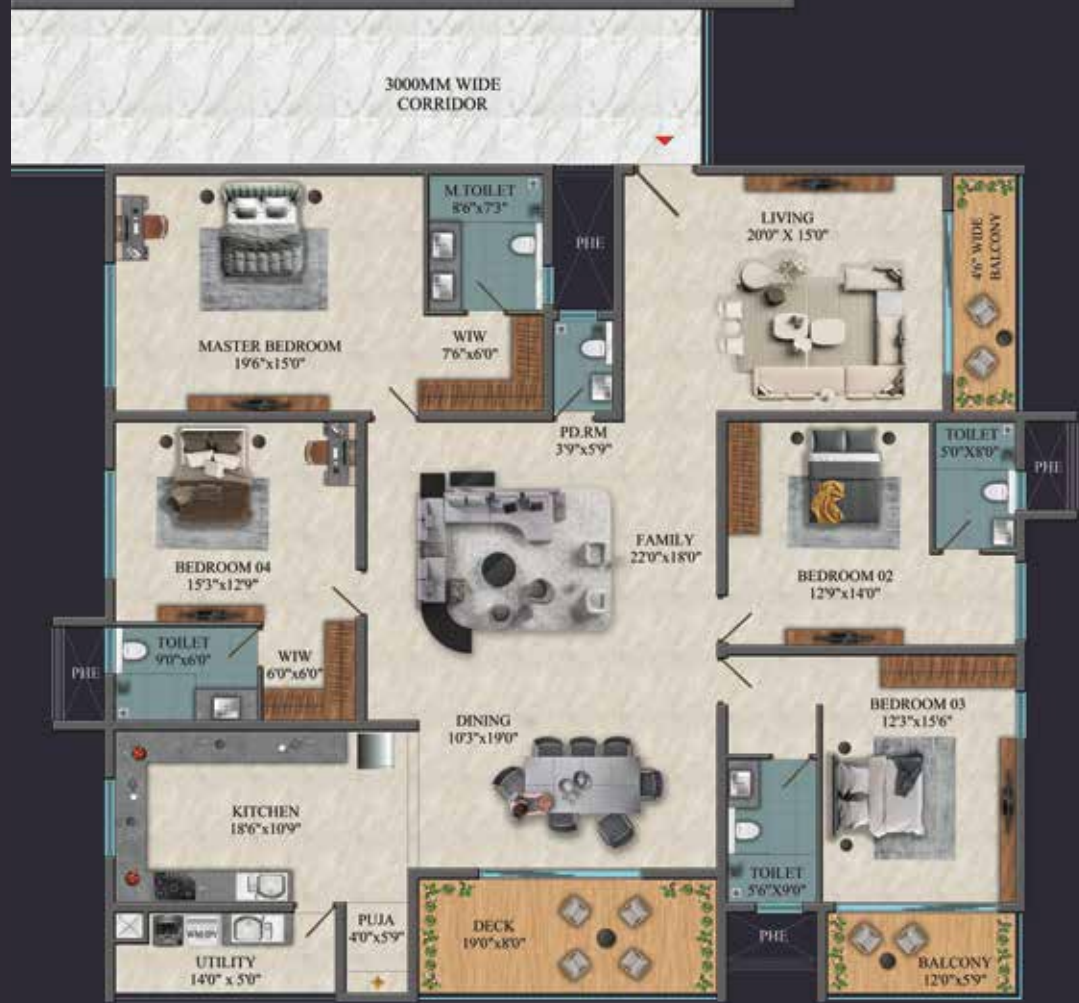 3000MM WIDE
CORRIDOR
M.TOILET
8'6"x7'3"
PHE
LIVING
20'0" X 15'0"
4'6" WIDE
BALCONY
MASTER BEDROOM
19'6"x15'0"
WIW
7'6"x6'0"
PD.RM
3'9"x5'9"
TOILET
5'0"X8'0"
PHE
FAMILY
22'0"x18'0"
BEDROOM 04
15'3"x12'9"
BEDROOM 02
12'9"x14'0"
TOILET
9'0"x6'0"
PHE
WIW
6'0"x6'0"
BEDROOM 03
12'3"x15'6"
DINING
10'3"x19'0"
KITCHEN
18'6"x10'9"
TOILET
5'6"X9'0"
PUJA
4'0"x5'9"
DECK
19'0"x8'0"
PHE
UTILITY
14'0" x 5'0"
BALCONY
12'0"x5'9"